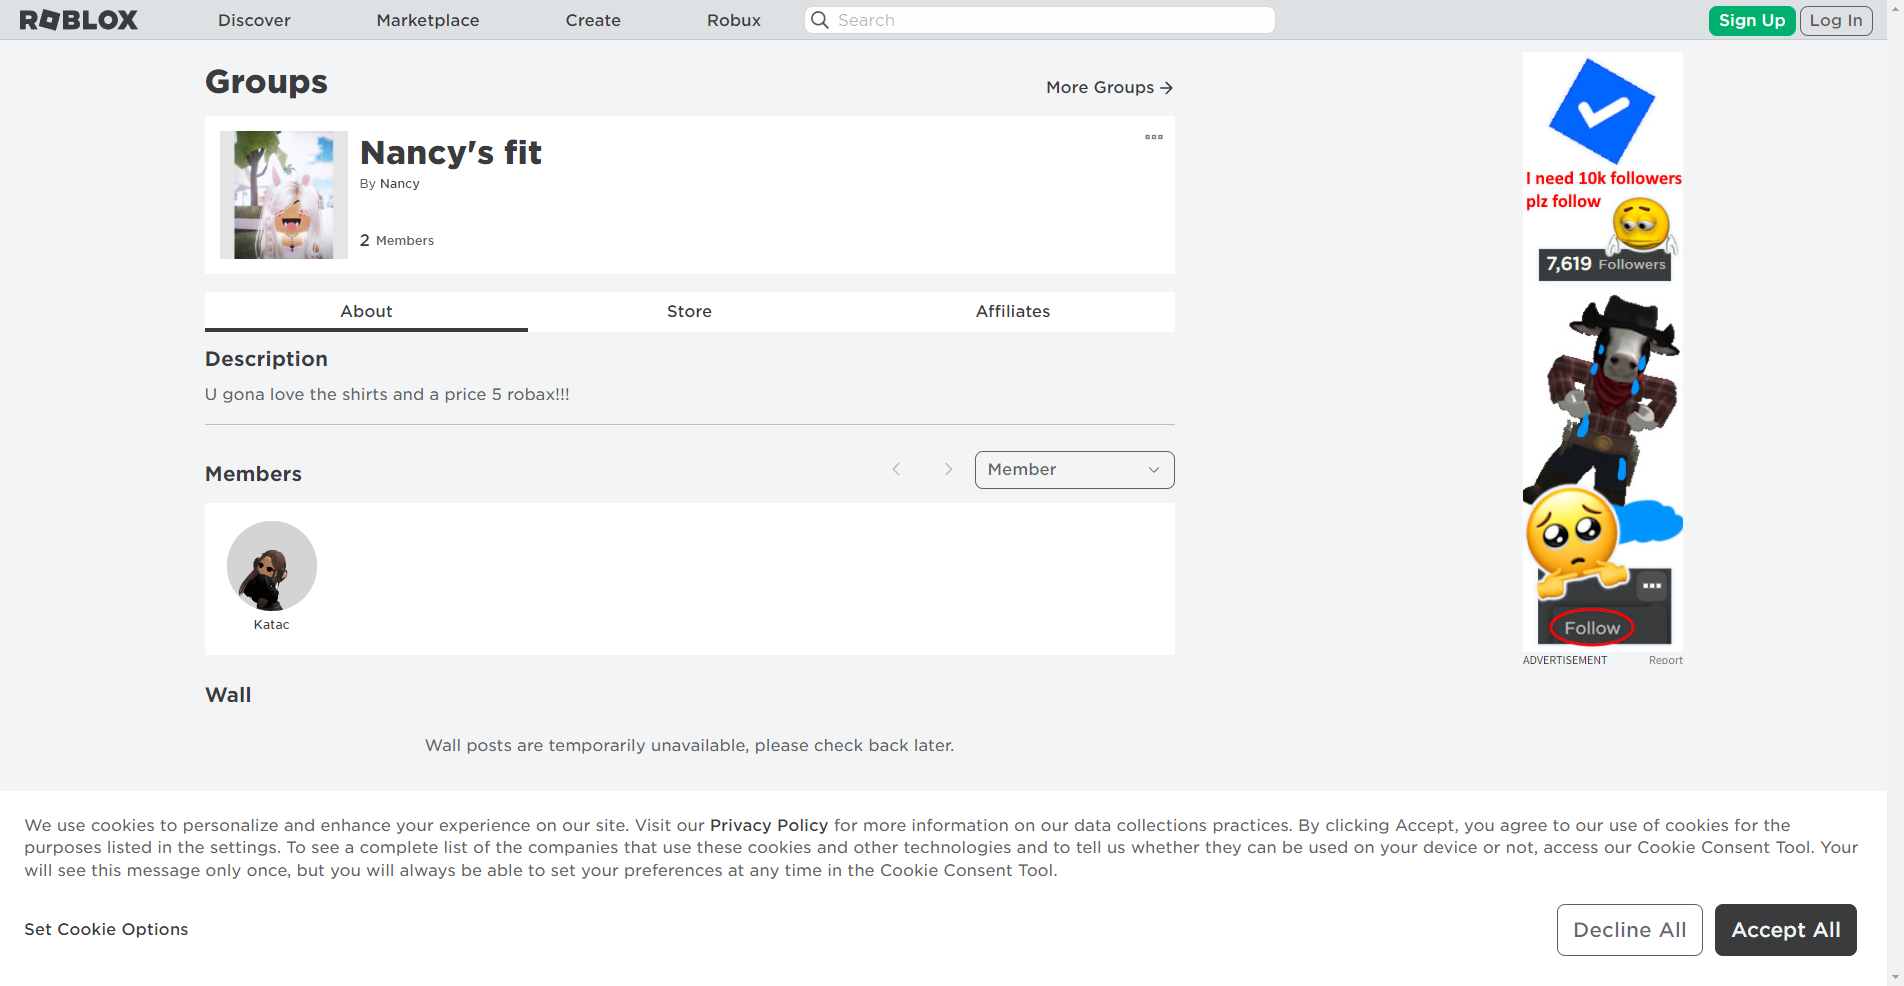 ROBLOX
Discover
Marketplace
Create
Robux
Search
Sign Up
Log In
Groups
More Groups
Nancy's fit
By Nancy
2 Members
About
Store
Affiliates
Description
U gona love the shirts and a price 5 robax!!!
Members
Member
Katac
Wall
Wall posts are temporarily unavailable, please check back later.
I need 10k followers
plz follow
7,619 Followers
Follow
ADVERTISEMENT
Report
We use cookies to personalize and enhance your experience on our site. Visit our Privacy Policy for more information on our data collections practices. By clicking Accept, you agree to our use of cookies for the
purposes listed in the settings. To see a complete list of the companies that use these cookies and other technologies and to tell us whether they can be used on your device or not, access our Cookie Consent Tool. Your
will see this message only once, but you will always be able to set your preferences at any time in the Cookie Consent Tool.
Set Cookie Options
Decline All
Accept All